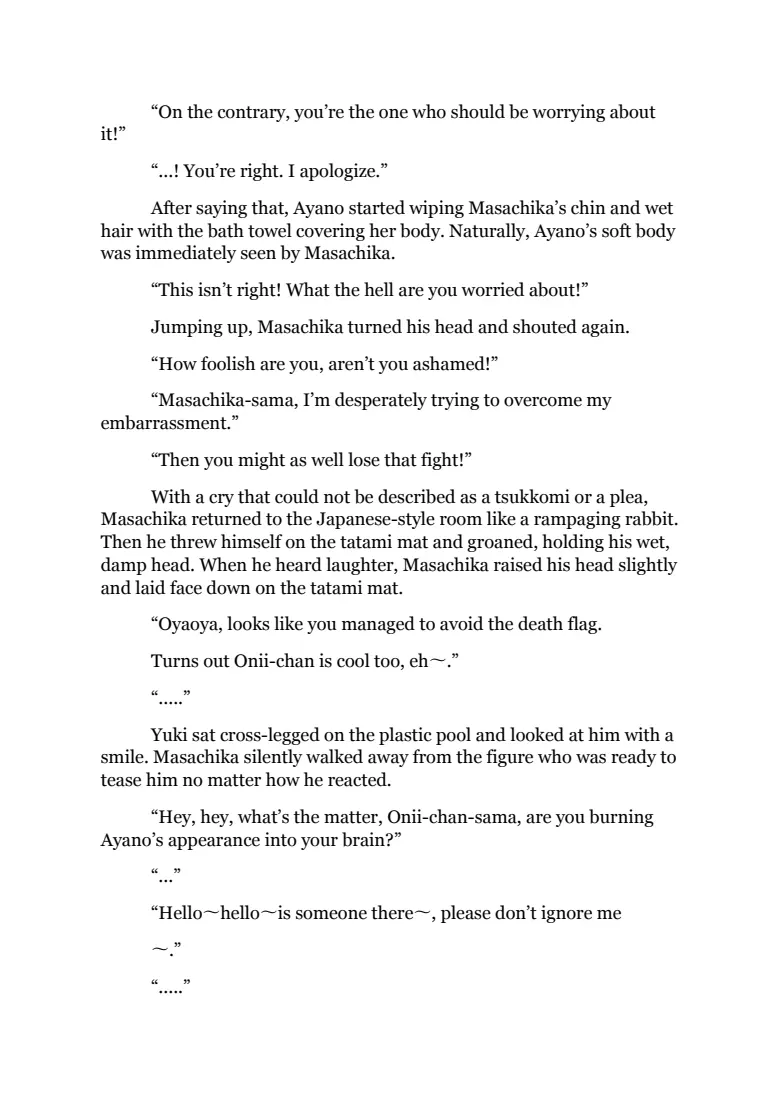 “On the contrary, you’re the one who should be worrying about
it!”
“...! You’re right. I apologize.”
After saying that, Ayano started wiping Masachika’s chin and wet
hair with the bath towel covering her body. Naturally, Ayano’s soft body
was immediately seen by Masachika.
“This isn’t right! What the hell are you worried about!”
Jumping up, Masachika turned his head and shouted again.
“How foolish are you, aren’t you ashamed!”
“Masachika-sama, I’m desperately trying to overcome my
embarrassment.”
“Then you might as well lose that fight!”
With a cry that could not be described as a tsukkomi or a plea,
Masachika returned to the Japanese-style room like a rampaging rabbit.
Then he threw himself on the tatami mat and groaned, holding his wet,
damp head. When he heard laughter, Masachika raised his head slightly
and laid face down on the tatami mat.
“Oyaoya, looks like you managed to avoid the death flag.
Turns out Onii-chan is cool too, eh～.”
“.....”
Yuki sat cross-legged on the plastic pool and looked at him with a
smile. Masachika silently walked away from the figure who was ready to
tease him no matter how he reacted.
“Hey, hey, what’s the matter, Onii-chan-sama, are you burning
Ayano’s appearance into your brain?”
“...”
“Hello～hello～is someone there～, please don’t ignore me
～.”
“.....”